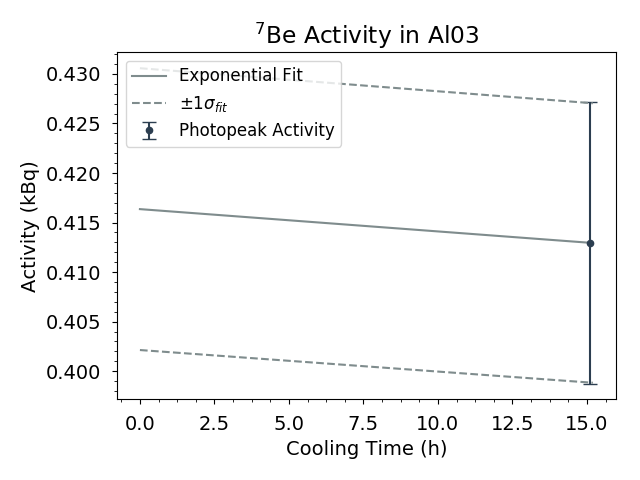 ⁷Be Activity in Al03
Exponential Fit
±1σ_fit
Photopeak Activity
Activity (kBq)
0.430
0.425
0.420
0.415
0.410
0.405
0.400
0.0 2.5 5.0 7.5 10.0 12.5 15.0
Cooling Time (h)